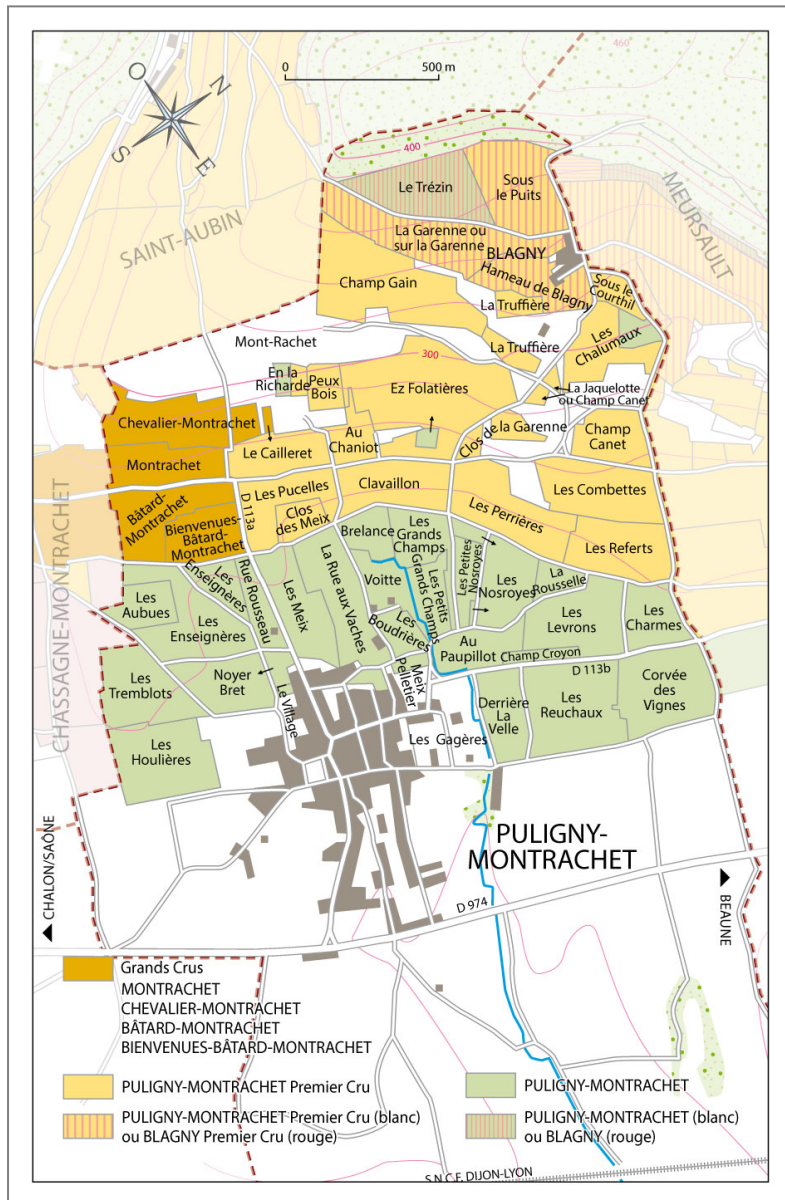 460
O
N
S
E
0
500 m
400
MEURSAULT
SAINT-AUBIN
Le Trézin
Sous
le Puits
La Garenne ou
sur la Garenne
BLAGNY
Hameau de Blagny
Champ Gain
Sous le
Courthil
La Truffière
Les
Chalumaux
Mont-Rachet
La Truffière
300
En la
Richarde
Peux
Bois
Ez Folatières
La Jaquelotte
ou Champ Canet
Chevalier-Montrachet
Le Cailleret
Au
Chaniot
Clos de la Garenne
Champ
Canet
Montrachet
Les Pucelles
Clavaillon
Les Combettes
Bâtard-
Montrachet
Bienvenues-
Bâtard-
Montrachet
D 113a
Clos
des Meix
Les Perrières
Les Referts
Brelance
Les
Grands
Champs
Les Petits
Grands Champs
Les Petites
Nosroyes
Les
Nosroyes
La
Rousselle
CHASSAGNE-MONTRACHET
Les
Enseignères
Rue Rousseau
Les Meix
La Rue aux Vaches
Voitte
Les
Aubues
Les
Enseignères
Les
Boudrières
Au
Paupillot
Les
Levrons
Les
Charmes
Champ Croyon
D 113b
Les
Tremblots
Noyer
Bret
Le Village
Meix
Pelletier
Derrière
La
Velle
Les
Reuchaux
Corvée
des
Vignes
Les
Houlières
Les Gagères
PULIGNY-
MONTRACHET
CHALON/SAÔNE
BEAUNE
D 974
Grands Crus
MONTRACHET
CHEVALIER-MONTRACHET
BÂTARD-MONTRACHET
BIENVENUES-BÂTARD-MONTRACHET
PULIGNY-MONTRACHET Premier Cru
PULIGNY-MONTRACHET Premier Cru (blanc)
ou BLAGNY Premier Cru (rouge)
PULIGNY-MONTRACHET
PULIGNY-MONTRACHET (blanc)
ou BLAGNY (rouge)
S.N.C.F. DIJON-LYON